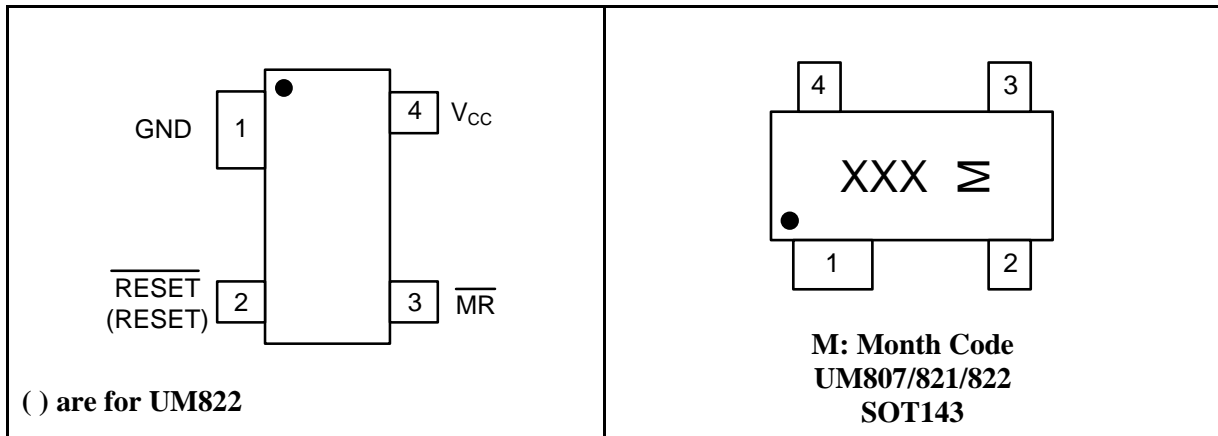 GND
1
4
V_CC
RESET
(RESET)
2
3
MR
( ) are for UM822
4
3
XXX M
1
2
M: Month Code
UM807/821/822
SOT143